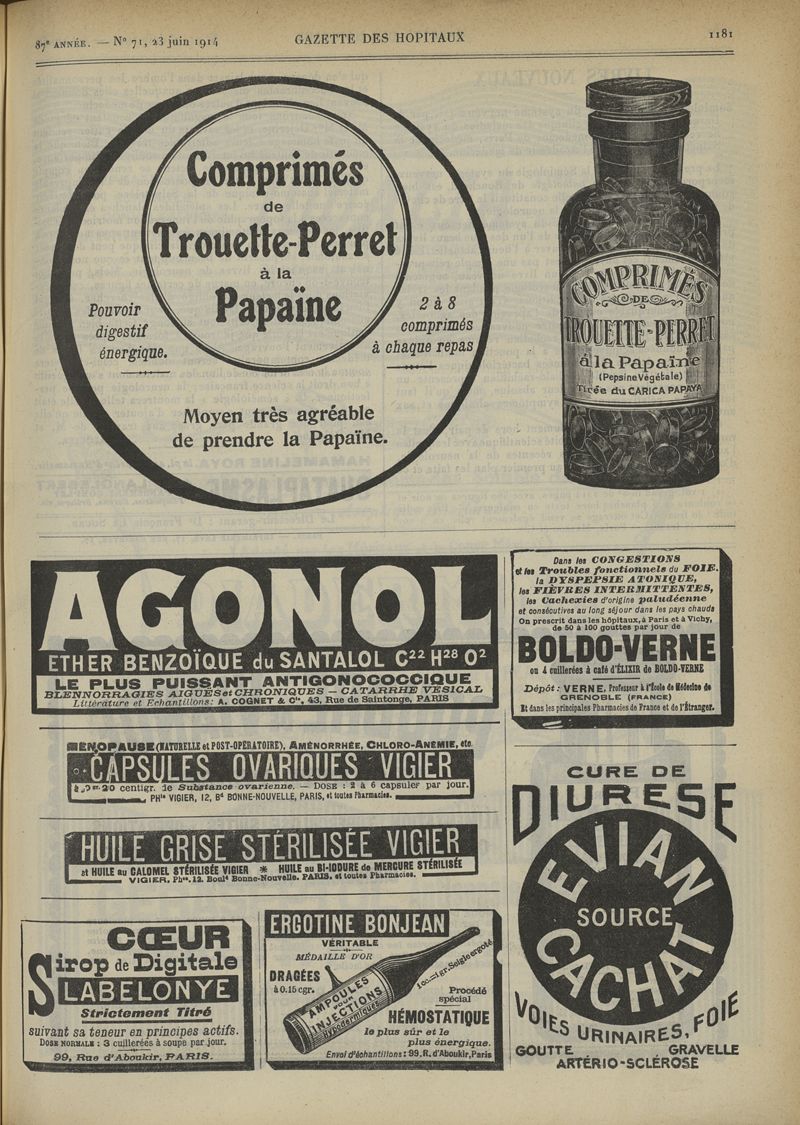 87e ANNÉE. — No 71, 23 juin 1914
GAZETTE DES HOPITAUX
1181
Comprimés
de
Trouette-Perret
à la
Papaïne
Pouvoir
digestif
énergique.
2 à 8
comprimés
à chaque repas
Moyen très agréable
de prendre la Papaïne.
COMPRIMÉS
DE
TROUETTE-PERRET
à la Papaïne
(Pepsine Végétale)
Tirée du CARICA PAPAYA
AGONOL
ETHER BENZOÏQUE du SANTALOL C22 H28 O2
LE PLUS PUISSANT ANTIGONOCOCCIQUE
BLENNORRAGIES AIGUËS et CHRONIQUES – CATARRHE VÉSICAL
Littérature et Echantillons: A. COGNET & Cie, 43, Rue de Saintonge, PARIS
Dans les CONGESTIONS
et les Troubles fonctionnels du FOIE.
la DYSPEPSIE ATONIQUE,
les FIÈVRES INTERMITTENTES,
les Cachexies d'origine paludéenne
et consécutives au long séjour dans les pays chauds
On prescrit dans les hôpitaux, à Paris et à Vichy,
de 50 à 100 gouttes par jour de
BOLDO-VERNE
ou 4 cuillerées à café d'ÉLIXIR de BOLDO-VERNE
Dépôt : VERNE, Professeur à l'École de Médecine de
GRENOBLE (FRANCE)
Et dans les principales Pharmacies de France et de l'Étranger.
MÉNOPAUSE (NATURELLE et POST-OPÉRATOIRE), AMÉNORRHÉE, CHLORO-ANÉMIE, etc.
CAPSULES OVARIQUES VIGIER
20 centigr. de Substance ovarienne. — DOSE : 2 à 6 capsules par jour.
PHie VIGIER, 12, Bd BONNE-NOUVELLE, PARIS, et toutes Pharmacies.
HUILE GRISE STÉRILISÉE VIGIER
et HUILE au CALOMEL STÉRILISÉE VIGIER * HUILE au BI-IODURE de MERCURE STÉRILISÉE
VIGIER, Phen, 12, Bould Bonne-Nouvelle, PARIS, et toutes Pharmacies.
CŒUR
Sirop de Digitale
LABELONYE
Strictement Titré
suivant sa teneur en principes actifs.
DOSE NORMALE : 3 cuillerées à soupe par jour.
99, Rue d'Aboukir, PARIS.
ERGOTINE BONJEAN
VÉRITABLE
MÉDAILLE D'OR
DRAGÉES
à 0.15 cgr.
AMPOULES
POUR
INJECTIONS
Hypodermiques
1cc.=1gr.Seigle ergoté
Procédé
spécial
HÉMOSTATIQUE
le plus sûr et le
plus énergique.
Envoi d'échantillons : 99, R. d'Aboukir, Paris
CURE DE
DIURESE
EVIAN
SOURCE
CACHAT
VOIES URINAIRES, FOIE
GOUTTE GRAVELLE
ARTÉRIO-SCLÉROSE